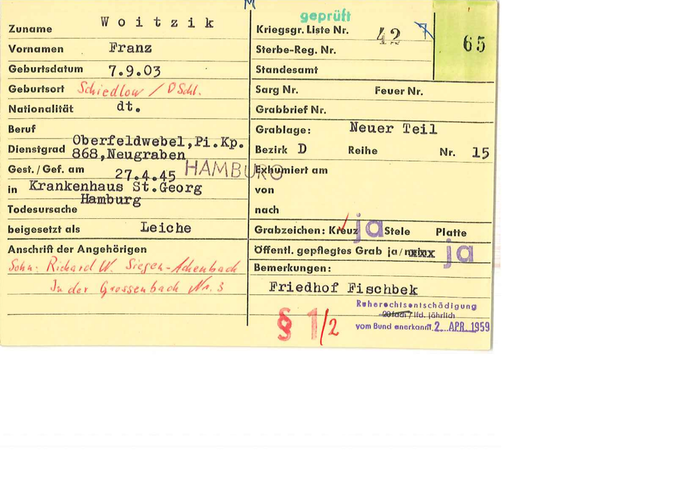 M
geprüft
Zuname Woitzik
Vornamen Franz
Geburtsdatum 7.9.03
Geburtsort Schiedlow / OSchl.
Nationalität dt.
Beruf
Dienstgrad Oberfeldwebel,Pi.Kp.
868,Neugraben
Gest./Gef. am 27.4.45 HAMBURG
in Krankenhaus St.Georg
Hamburg
Todesursache
beigesetzt als Leiche
Anschrift der Angehörigen
Sohn: Richard W. Siegen-Achenbach
In der Grossenbach Nr. 3
Kriegsgr. Liste Nr. 42 7
65
Sterbe-Reg. Nr.
Standesamt
Sarg Nr. Feuer Nr.
Grabbrief Nr.
Grablage: Neuer Teil
Bezirk D Reihe Nr. 15
Exhumiert am
von
nach
Grabzeichen: Kreuz ja Stele Platte
Öffentl. gepflegtes Grab ja/ ja
Bemerkungen:
Friedhof Fischbek
Ruherechtsentschädigung
lfd. jährlich
vom Bund anerkannt, 2. APR. 1959
§ 1/2